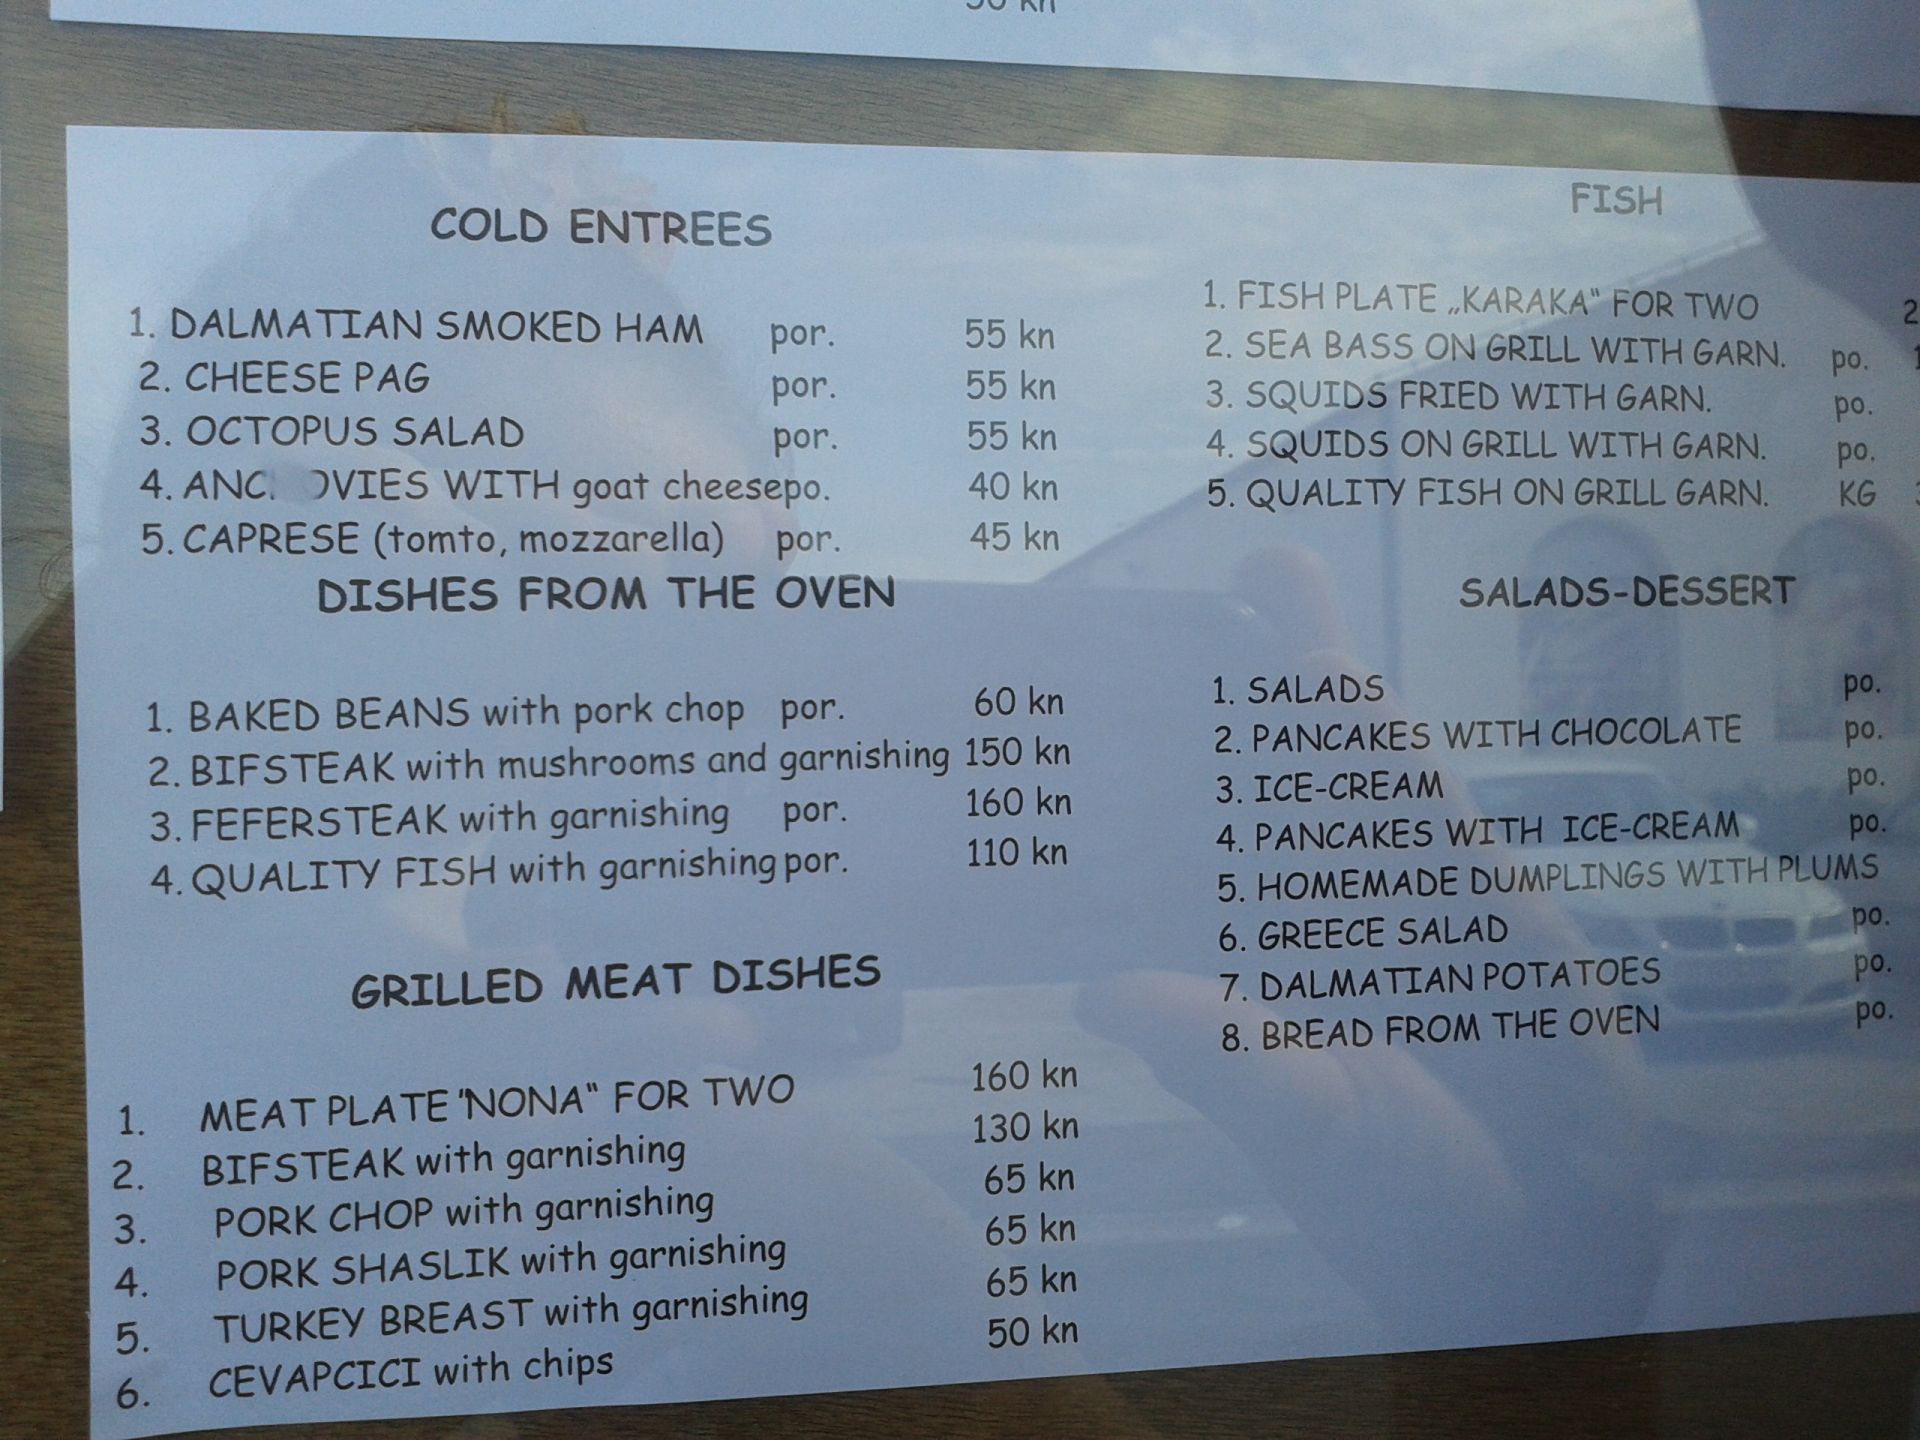 COLD ENTREES
1. DALMATIAN SMOKED HAM por. 55 kn
2. CHEESE PAG por. 55 kn
3. OCTOPUS SALAD por. 55 kn
4. WITH goat cheesepo. 40 kn
5. CAPRESE (tomto, mozzarella) por. 45 kn
DISHES FROM THE OVEN
1. BAKED BEANS with pork chop por. 60 kn
2. BIFSTEAK with mushrooms and garnishing 150 kn
3. FEFERSTEAK with garnishing por. 160 kn
4. QUALITY FISH with garnishing por. 110 kn
GRILLED MEAT DISHES
1. MEAT PLATE "NONA" FOR TWO 160 kn
2. BIFSTEAK with garnishing 130 kn
3. PORK CHOP with garnishing 65 kn
4. PORK SHASLIK with garnishing 65 kn
5. TURKEY BREAST with garnishing 65 kn
6. CEVAPCICI with chips 50 kn
FISH
1. FISH PLATE „KARAKA" FOR TWO
2. SEA BASS ON GRILL WITH GARN. po.
3. SQUIDS FRIED WITH GARN. po.
4. SQUIDS ON GRILL WITH GARN. po.
5. QUALITY FISH ON GRILL GARN. KG
SALADS-DESSERT
1. SALADS po.
2. PANCAKES WITH CHOCOLATE po.
3. ICE-CREAM po.
4. PANCAKES WITH ICE-CREAM po.
5. HOMEMADE DUMPLINGS WITH PLUMS
6. GREECE SALAD po.
7. DALMATIAN POTATOES po.
8. BREAD FROM THE OVEN po.